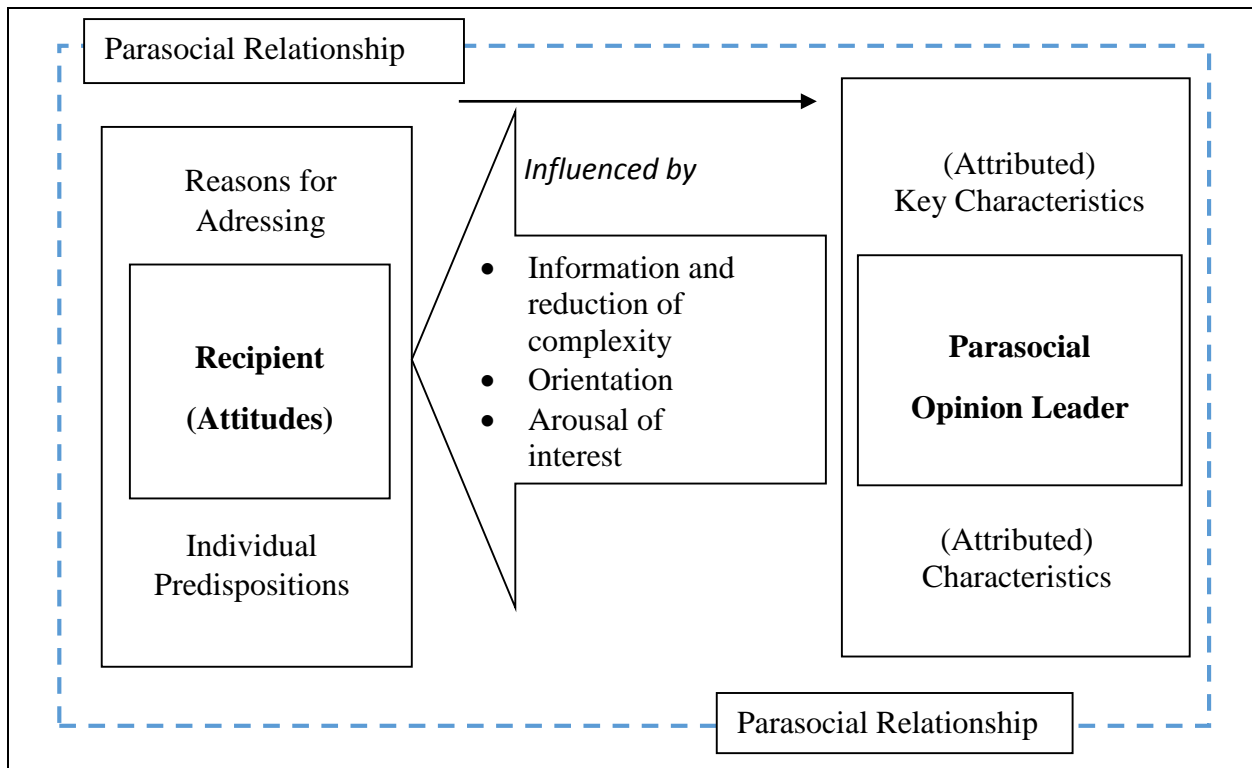 Parasocial Relationship
Reasons for
Adressing
Recipient
(Attitudes)
Individual
Predispositions
Influenced by
• Information and
reduction of
complexity
• Orientation
• Arousal of
interest
(Attributed)
Key Characteristics
Parasocial
Opinion Leader
(Attributed)
Characteristics
Parasocial Relationship